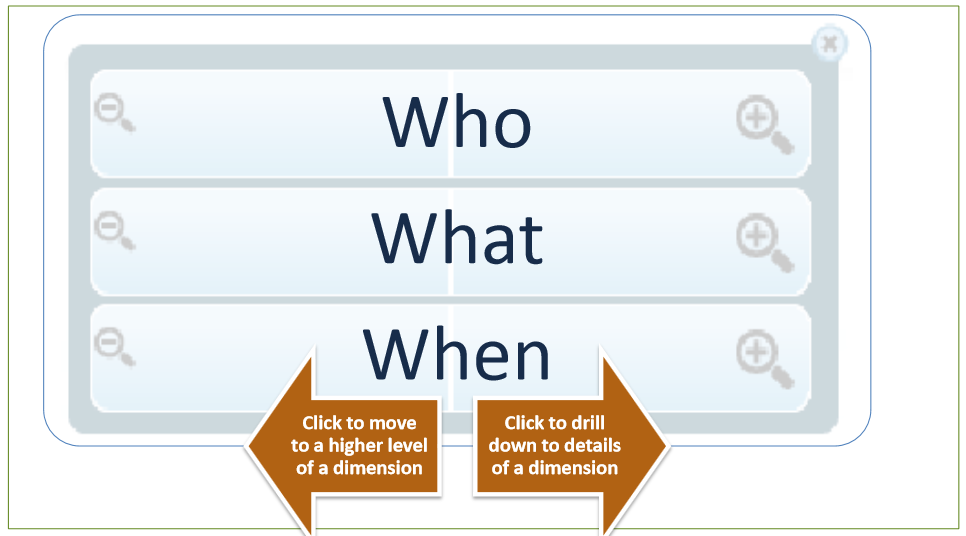 Who
What
When
Click to move
to a higher level
of a dimension
Click to drill
down to details
of a dimension